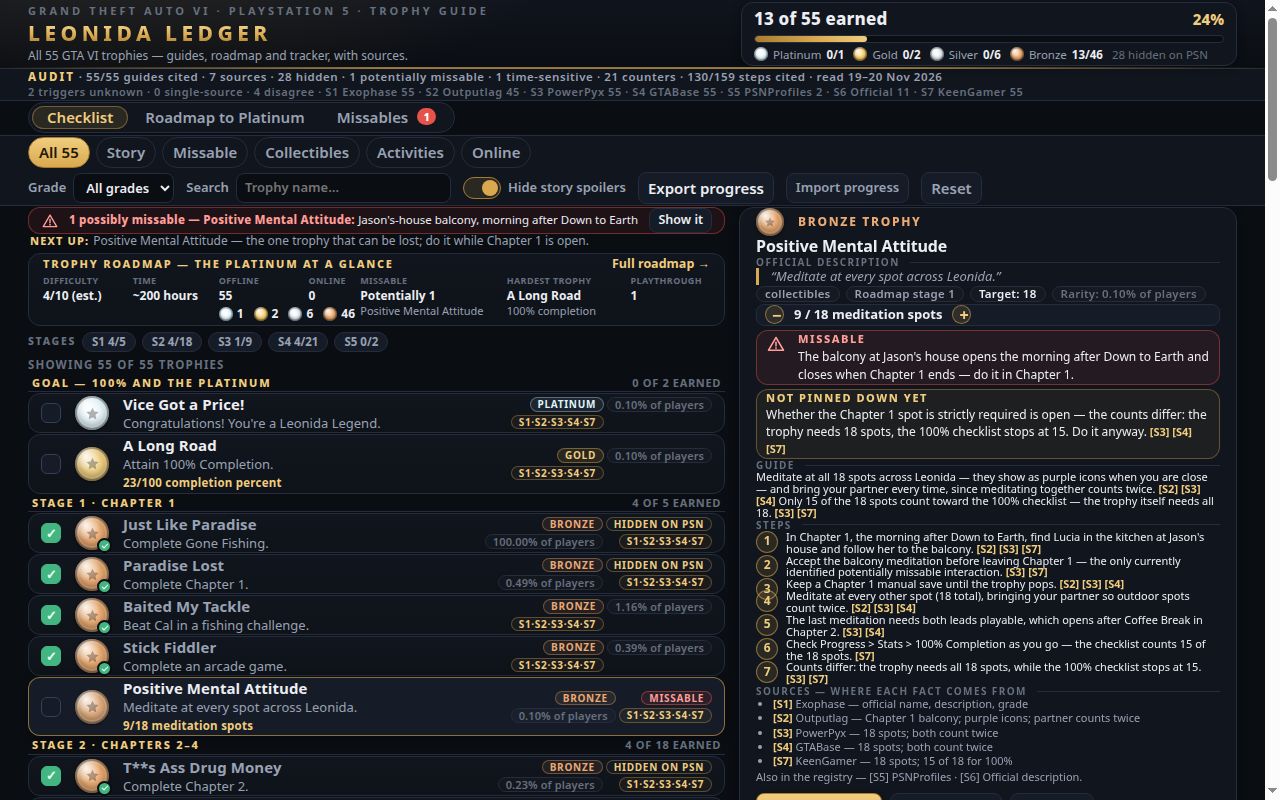 GRAND THEFT AUTO VI · PLAYSTATION 5 · TROPHY GUIDE
LEONIDA LEDGER
All 55 GTA VI trophies — guides, roadmap and tracker, with sources.
13 of 55 earned 24%
Platinum 0/1 Gold 0/2 Silver 0/6 Bronze 13/46 28 hidden on PSN
AUDIT · 55/55 guides cited · 7 sources · 28 hidden · 1 potentially missable · 1 time-sensitive · 21 counters · 130/159 steps cited · read 19–20 Nov 2026
2 triggers unknown · 0 single-source · 4 disagree · S1 Exophase 55 · S2 Outputlag 45 · S3 PowerPyx 55 · S4 GTABase 55 · S5 PSNProfiles 2 · S6 Official 11 · S7 KeenGamer 55
Checklist Roadmap to Platinum Missables 1
All 55 Story Missable Collectibles Activities Online
Grade All grades Search Trophy name... Hide story spoilers Export progress Import progress Reset
1 possibly missable — Positive Mental Attitude: Jason's-house balcony, morning after Down to Earth Show it
NEXT UP: Positive Mental Attitude — the one trophy that can be lost; do it while Chapter 1 is open.
TROPHY ROADMAP — THE PLATINUM AT A GLANCE Full roadmap →
DIFFICULTY TIME OFFLINE ONLINE MISSABLE HARDEST TROPHY PLAYTHROUGH
4/10 (est.) ~200 hours 55 0 Potentially 1 A Long Road 1
1 2 6 46 Positive Mental Attitude 100% completion
STAGES S1 4/5 S2 4/18 S3 1/9 S4 4/21 S5 0/2
SHOWING 55 OF 55 TROPHIES
GOAL — 100% AND THE PLATINUM 0 OF 2 EARNED
Vice Got a Price! PLATINUM 0.10% of players
Congratulations! You're a Leonida Legend. S1·S2·S3·S4·S7
A Long Road GOLD 0.10% of players
Attain 100% Completion. S1·S2·S3·S4·S7
23/100 completion percent
STAGE 1 · CHAPTER 1 4 OF 5 EARNED
Just Like Paradise BRONZE HIDDEN ON PSN
Complete Gone Fishing. 100.00% of players S1·S2·S3·S4·S7
Paradise Lost BRONZE HIDDEN ON PSN
Complete Chapter 1. 0.49% of players S1·S2·S3·S4·S7
Baited My Tackle BRONZE 1.16% of players
Beat Cal in a fishing challenge. S1·S2·S3·S4·S7
Stick Fiddler BRONZE 0.39% of players
Complete an arcade game. S1·S2·S3·S4·S7
Positive Mental Attitude BRONZE MISSABLE
Meditate at every spot across Leonida. 0.10% of players S1·S2·S3·S4·S7
9/18 meditation spots
STAGE 2 · CHAPTERS 2–4 4 OF 18 EARNED
T**s Ass Drug Money BRONZE HIDDEN ON PSN
Complete Chapter 2. 0.23% of players S1·S2·S3·S4·S7
BRONZE TROPHY
Positive Mental Attitude
OFFICIAL DESCRIPTION
“Meditate at every spot across Leonida.”
collectibles Roadmap stage 1 Target: 18 Rarity: 0.10% of players
− 9 / 18 meditation spots +
MISSABLE
The balcony at Jason's house opens the morning after Down to Earth and
closes when Chapter 1 ends — do it in Chapter 1.
NOT PINNED DOWN YET
Whether the Chapter 1 spot is strictly required is open — the counts differ: the
trophy needs 18 spots, the 100% checklist stops at 15. Do it anyway. [S3] [S4]
[S7]
GUIDE
Meditate at all 18 spots across Leonida — they show as purple icons when you are close
— and bring your partner every time, since meditating together counts twice. [S2] [S3]
[S4] Only 15 of the 18 spots count toward the 100% checklist — the trophy itself needs all
18. [S3] [S7]
STEPS
1 In Chapter 1, the morning after Down to Earth, find Lucia in the kitchen at Jason's
house and follow her to the balcony. [S2] [S3] [S7]
2 Accept the balcony meditation before leaving Chapter 1 — the only currently
identified potentially missable interaction. [S3] [S7]
3 Keep a Chapter 1 manual save until the trophy pops. [S2] [S3] [S4]
4 Meditate at every other spot (18 total), bringing your partner so outdoor spots
count twice. [S2] [S3] [S4]
5 The last meditation needs both leads playable, which opens after Coffee Break in
Chapter 2. [S3] [S4]
6 Check Progress > Stats > 100% Completion as you go — the checklist counts 15 of
the 18 spots. [S7]
7 Counts differ: the trophy needs all 18 spots, while the 100% checklist stops at 15.
[S3] [S7]
SOURCES — WHERE EACH FACT COMES FROM
• [S1] Exophase — official name, description, grade
• [S2] Outputlag — Chapter 1 balcony; purple icons; partner counts twice
• [S3] PowerPyx — 18 spots; both count twice
• [S4] GTABase — 18 spots; both count twice
• [S7] KeenGamer — 18 spots; 15 of 18 for 100%
Also in the registry — [S5] PSNProfiles · [S6] Official description.